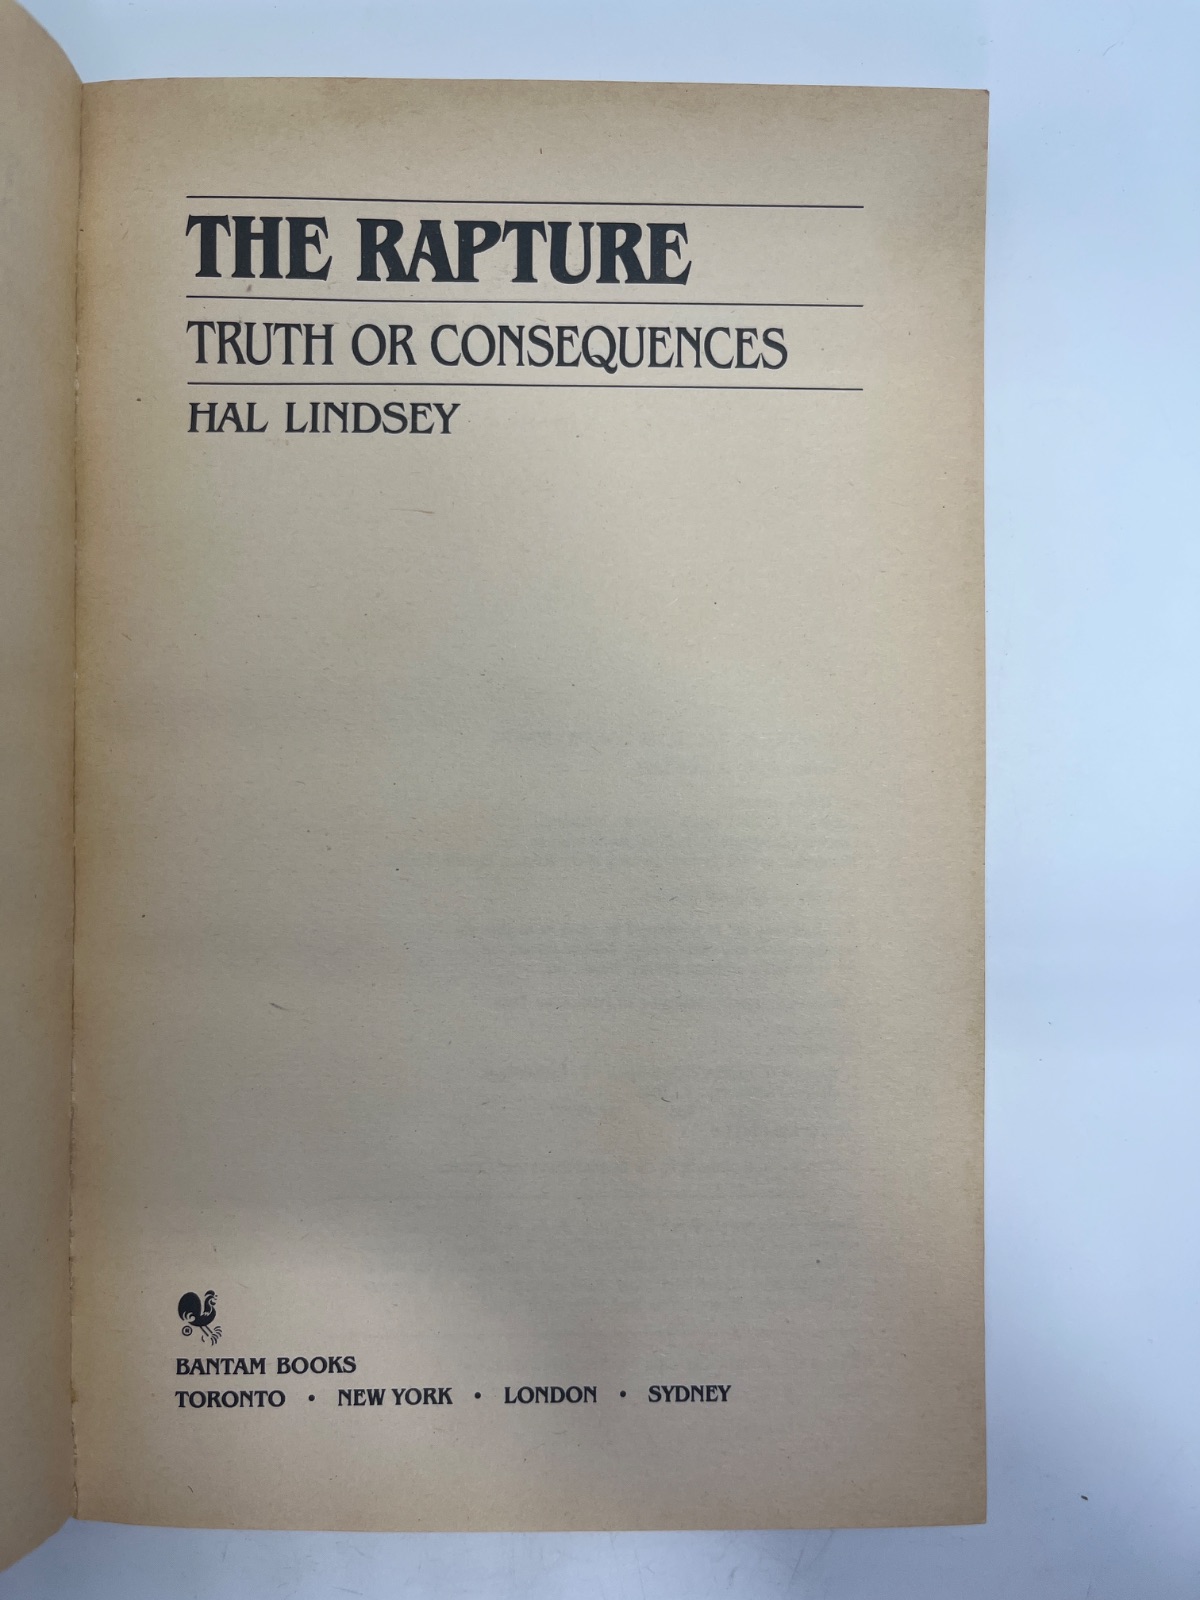 THE RAPTURE
TRUTH OR CONSEQUENCES
HAL LINDSEY
BANTAM BOOKS
TORONTO • NEW YORK • LONDON • SYDNEY